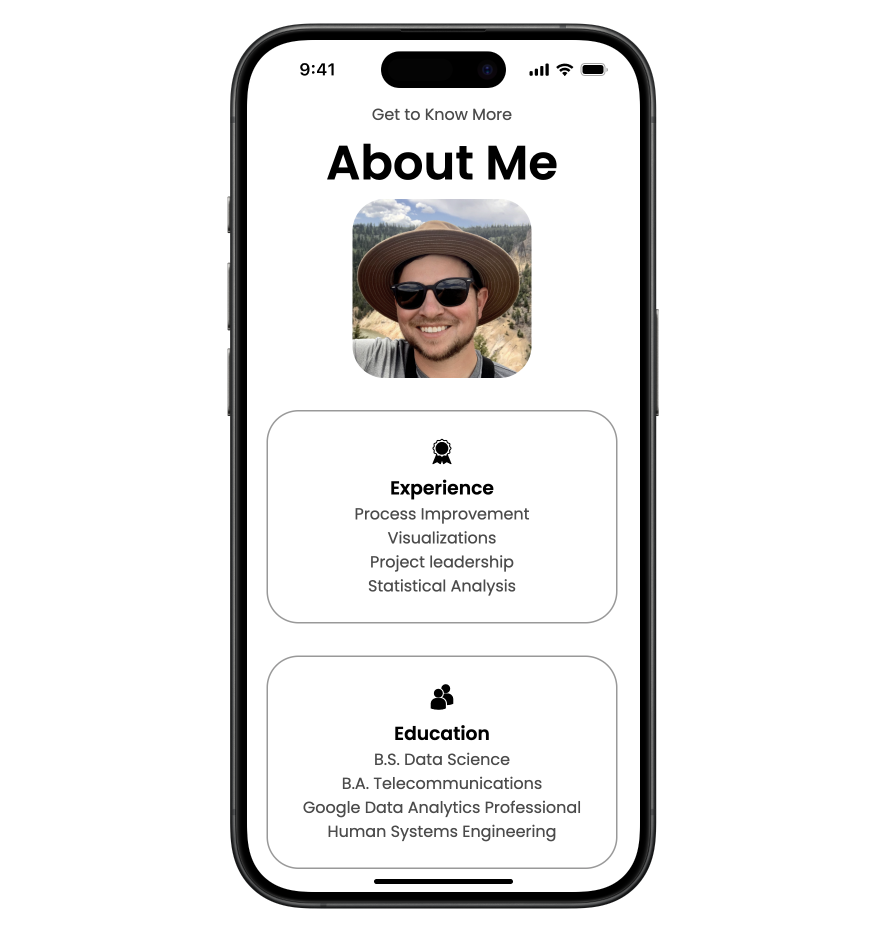 9:41
Get to Know More
About Me
Experience
Process Improvement
Visualizations
Project leadership
Statistical Analysis
Education
B.S. Data Science
B.A. Telecommunications
Google Data Analytics Professional
Human Systems Engineering